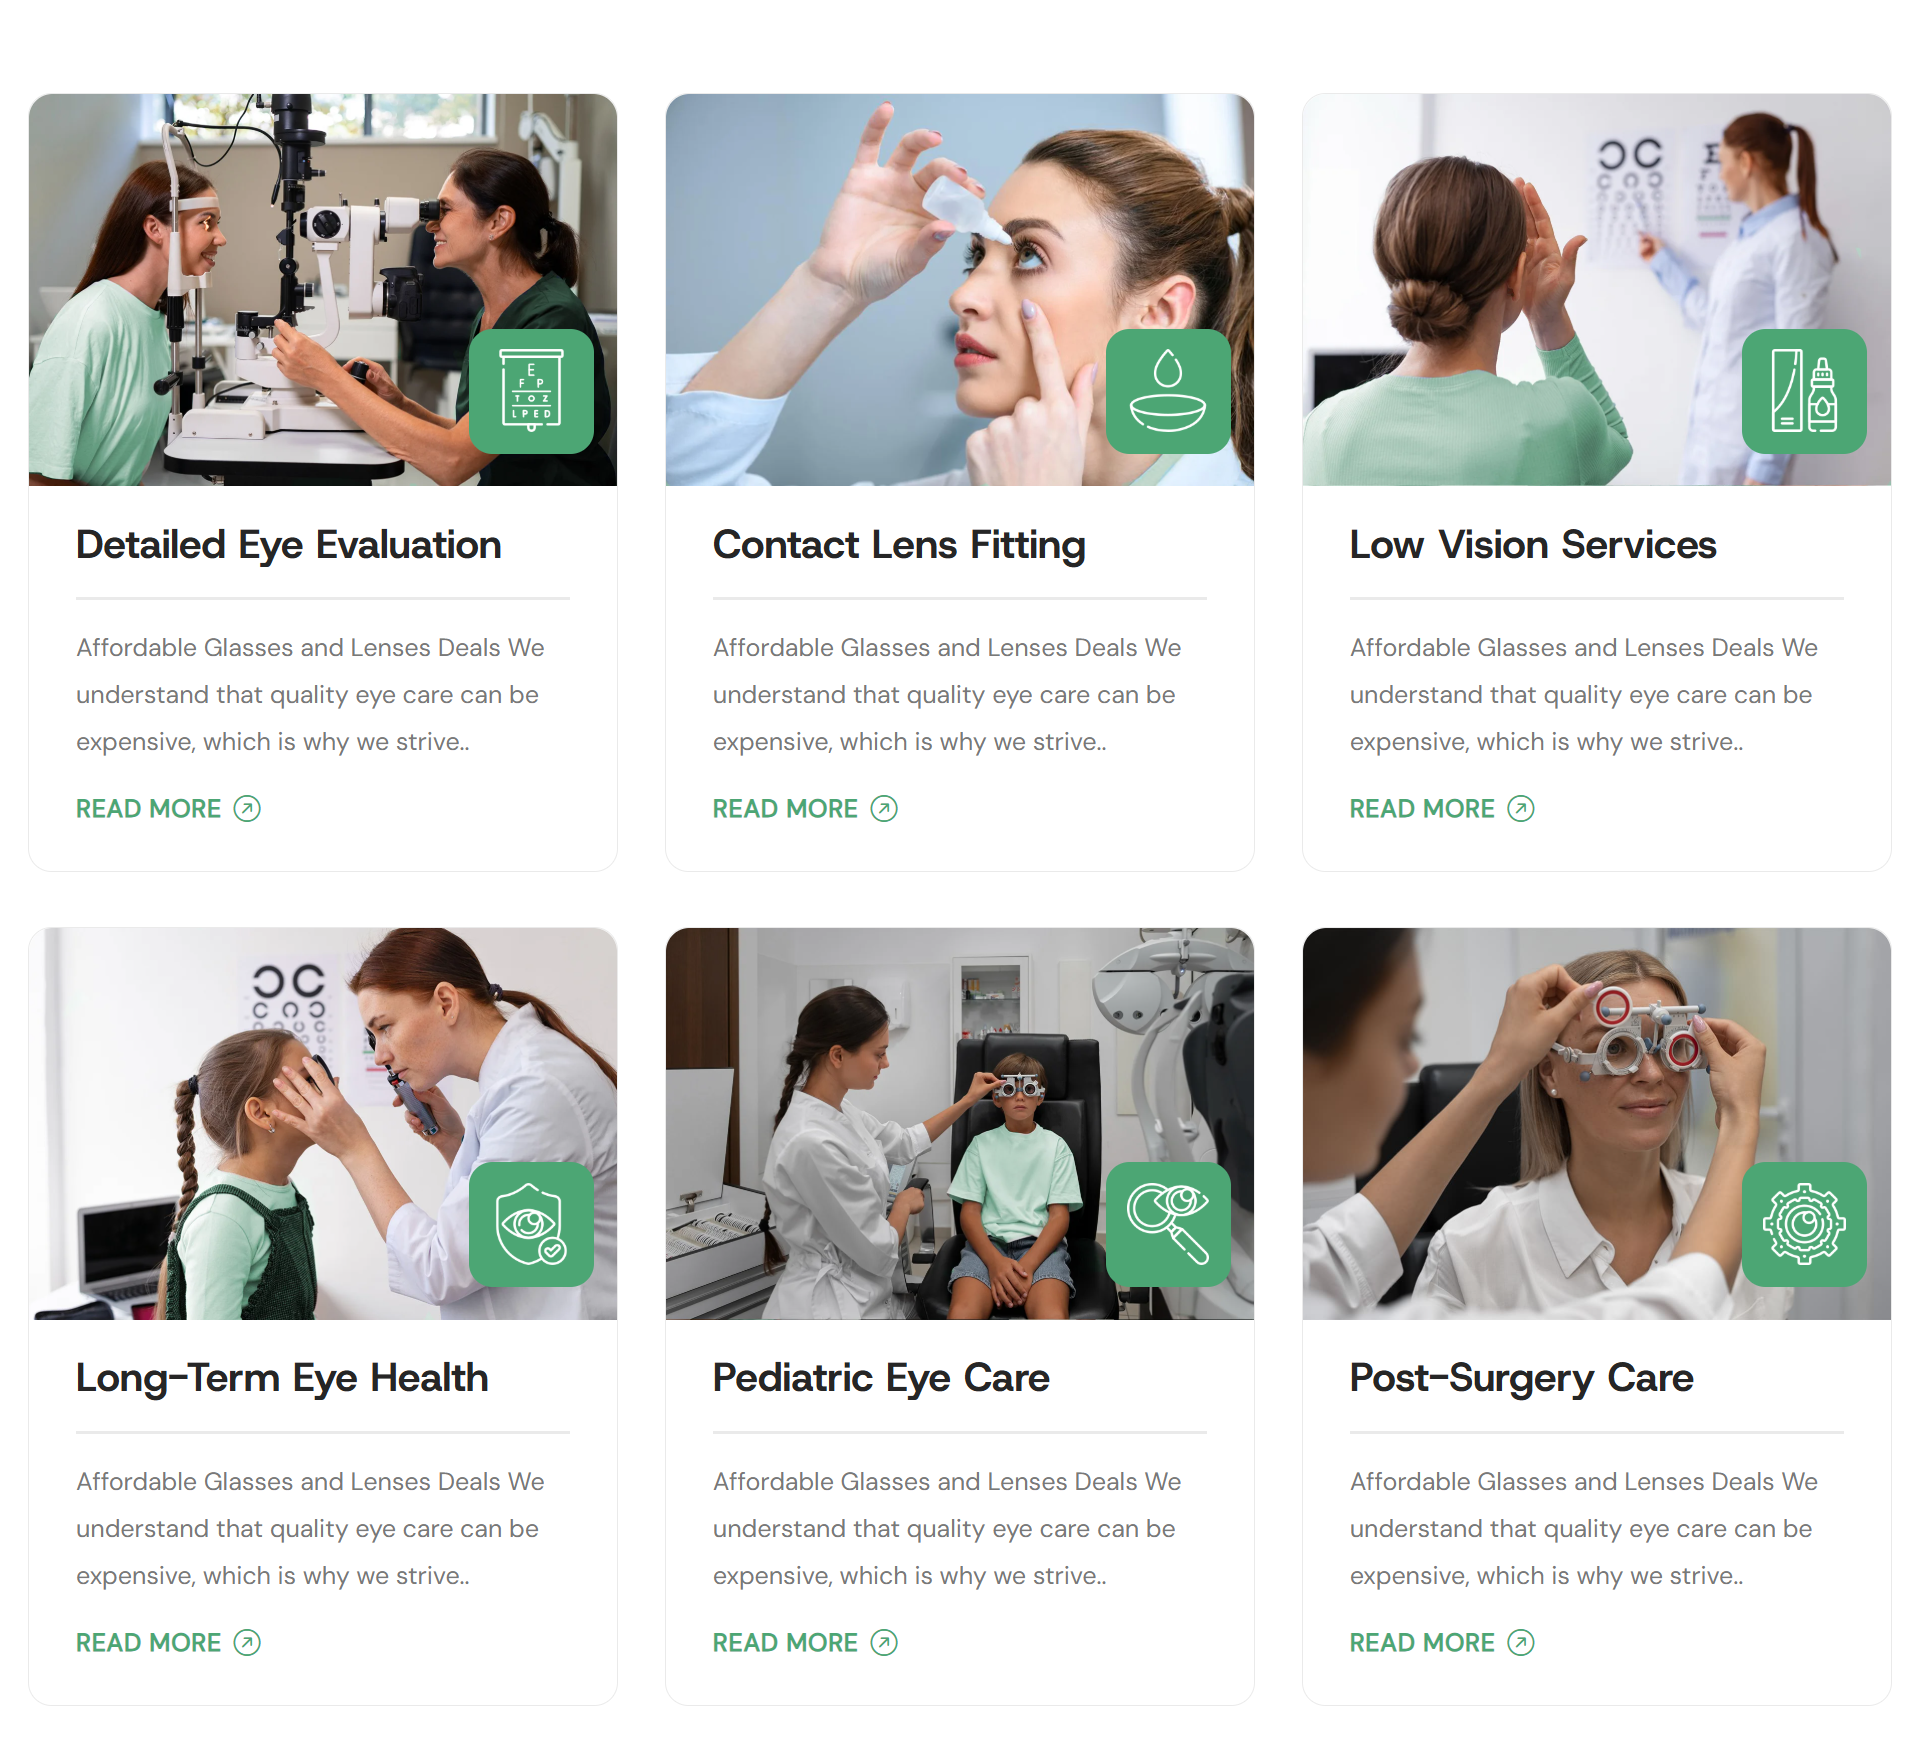 E
F P
T O Z
L P E D
Detailed Eye Evaluation
Affordable Glasses and Lenses Deals We
understand that quality eye care can be
expensive, which is why we strive..
READ MORE
Contact Lens Fitting
Affordable Glasses and Lenses Deals We
understand that quality eye care can be
expensive, which is why we strive..
READ MORE
Low Vision Services
Affordable Glasses and Lenses Deals We
understand that quality eye care can be
expensive, which is why we strive..
READ MORE
Long-Term Eye Health
Affordable Glasses and Lenses Deals We
understand that quality eye care can be
expensive, which is why we strive..
READ MORE
Pediatric Eye Care
Affordable Glasses and Lenses Deals We
understand that quality eye care can be
expensive, which is why we strive..
READ MORE
Post-Surgery Care
Affordable Glasses and Lenses Deals We
understand that quality eye care can be
expensive, which is why we strive..
READ MORE